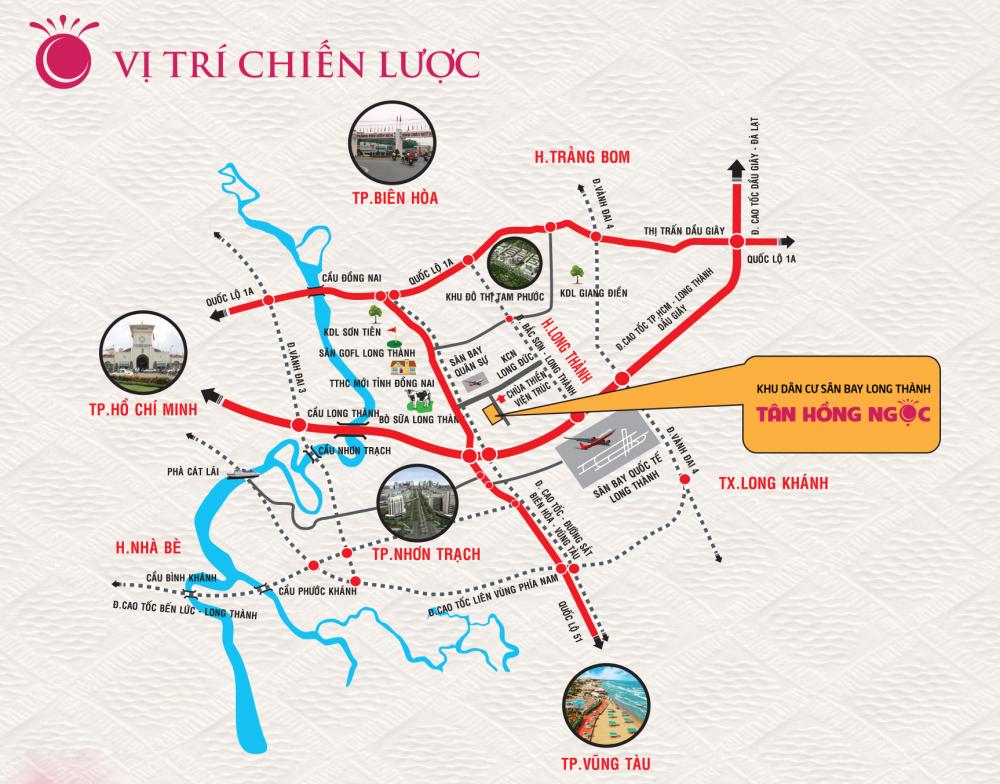 VỊ TRÍ CHIẾN LƯỢC
TP.BIÊN HÒA
H.TRẢNG BOM
Đ. CAO TỐC DẦU GIÂY - ĐÀ LẠT
Đ.VÀNH ĐAI 4
THỊ TRẤN DẦU GIÂY
QUỐC LỘ 1A
QUỐC LỘ 1A
CẦU ĐỒNG NAI
QUỐC LỘ 1A
KHU ĐÔ THỊ TAM PHƯỚC
KDL GIANG ĐIỀN
Đ.CAO TỐC TP.HCM - LONG THÀNH
DẦU GIÂY
KDL SƠN TIÊN
SÂN GOFL LONG THÀNH
Đ. BẮC SƠN - LONG THÀNH
H.LONG THÀNH
Đ.VÀNH ĐAI 3
TTHC MỚI TỈNH ĐỒNG NAI
SÂN BAY
QUÂN SỰ
KCN
LONG ĐỨC
CHÙA THIỀN
VIỆN TRÚC
KHU DÂN CƯ SÂN BAY LONG THÀNH
TÂN HỒNG NGỌC
TP.HỒ CHÍ MINH
CẦU LONG THÀNH
BÒ SỮA LONG THÀN
CẦU NHƠN TRẠCH
PHÀ CÁT LÁI
SÂN BAY QUỐC TẾ
LONG THÀNH
Đ.VÀNH ĐAI 4
TX.LONG KHÁNH
TP.NHƠN TRẠCH
Đ. CAO TỐC - ĐƯỜNG SẮT
BIÊN HÒA - VŨNG TÀU
H.NHÀ BÈ
CẦU BÌNH KHÁNH
CẦU PHƯỚC KHÁNH
Đ.CAO TỐC BẾN LỨC - LONG THÀNH
Đ.CAO TỐC LIÊN VÙNG PHÍA NAM
QUỐC LỘ 51
TP.VŨNG TÀU